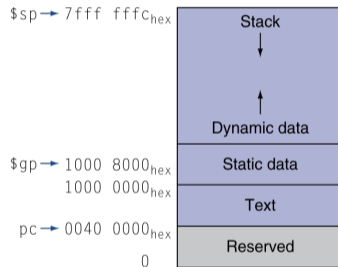 $sp → 7fff fffc hex
Stack
Dynamic data
$gp → 1000 8000 hex
Static data
1000 0000 hex
Text
pc → 0040 0000 hex
Reserved
0